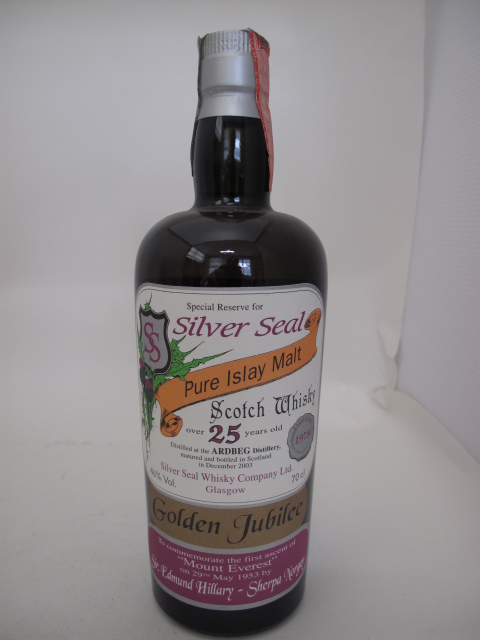 Special Reserve for
Silver Seal
SS
Pure Islay Malt
Scotch Whisky
over 25 years old
Distilled at the ARDBEG Distillery,
matured and bottled in Scotland
in December 2003
1978
Silver Seal Whisky Company Ltd.
Glasgow
46% Vol.
70 cl
Golden Jubilee
To commemorate the first ascent of
"Mount Everest"
on 29th May 1953 by
Sir Edmund Hillary - Sherpa Norgay